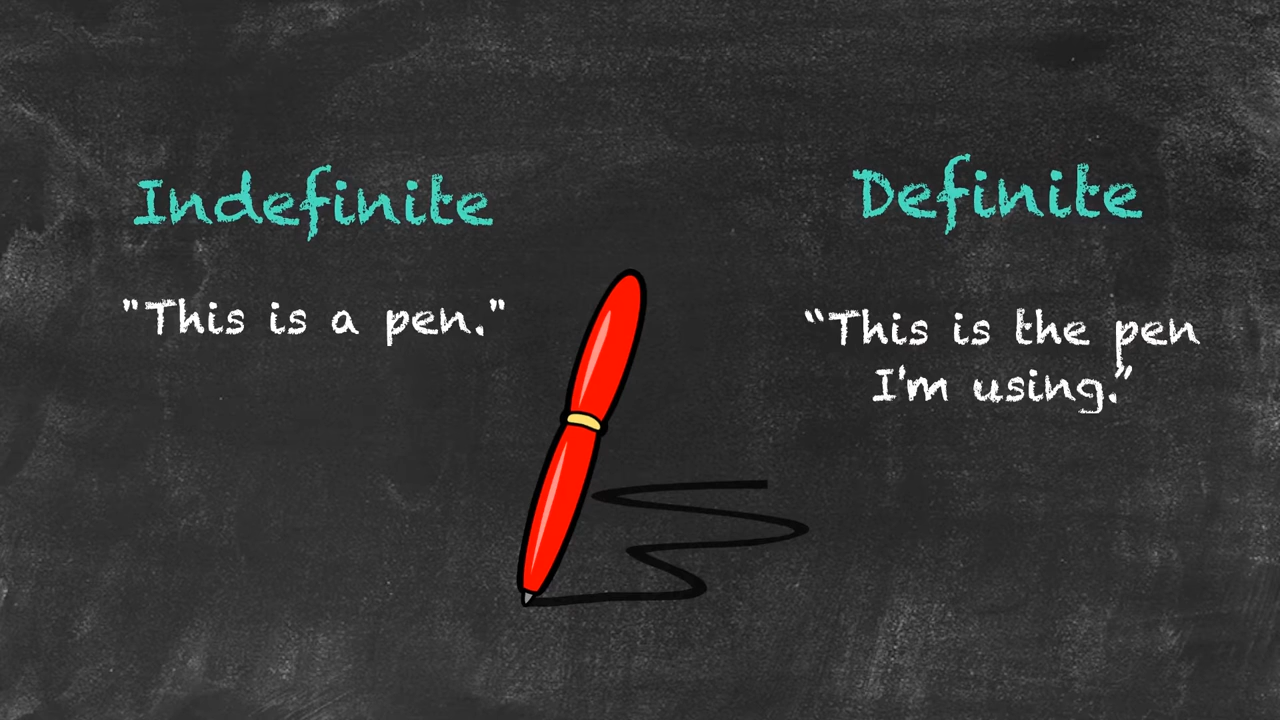 Indefinite
"This is a pen."
Definite
“This is the pen
I'm using.”